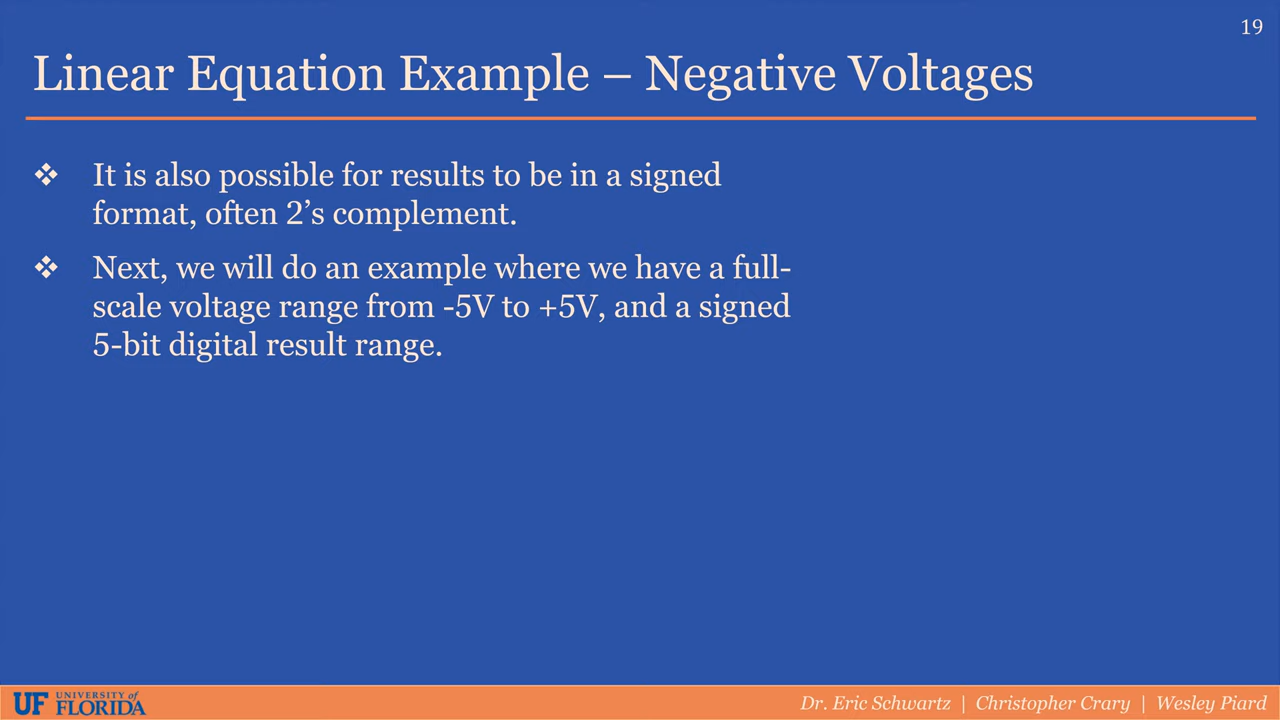 19
Linear Equation Example – Negative Voltages
❖ It is also possible for results to be in a signed
format, often 2’s complement.
❖ Next, we will do an example where we have a full-
scale voltage range from -5V to +5V, and a signed
5-bit digital result range.
UF UNIVERSITY of
FLORIDA
Dr. Eric Schwartz | Christopher Crary | Wesley Piard